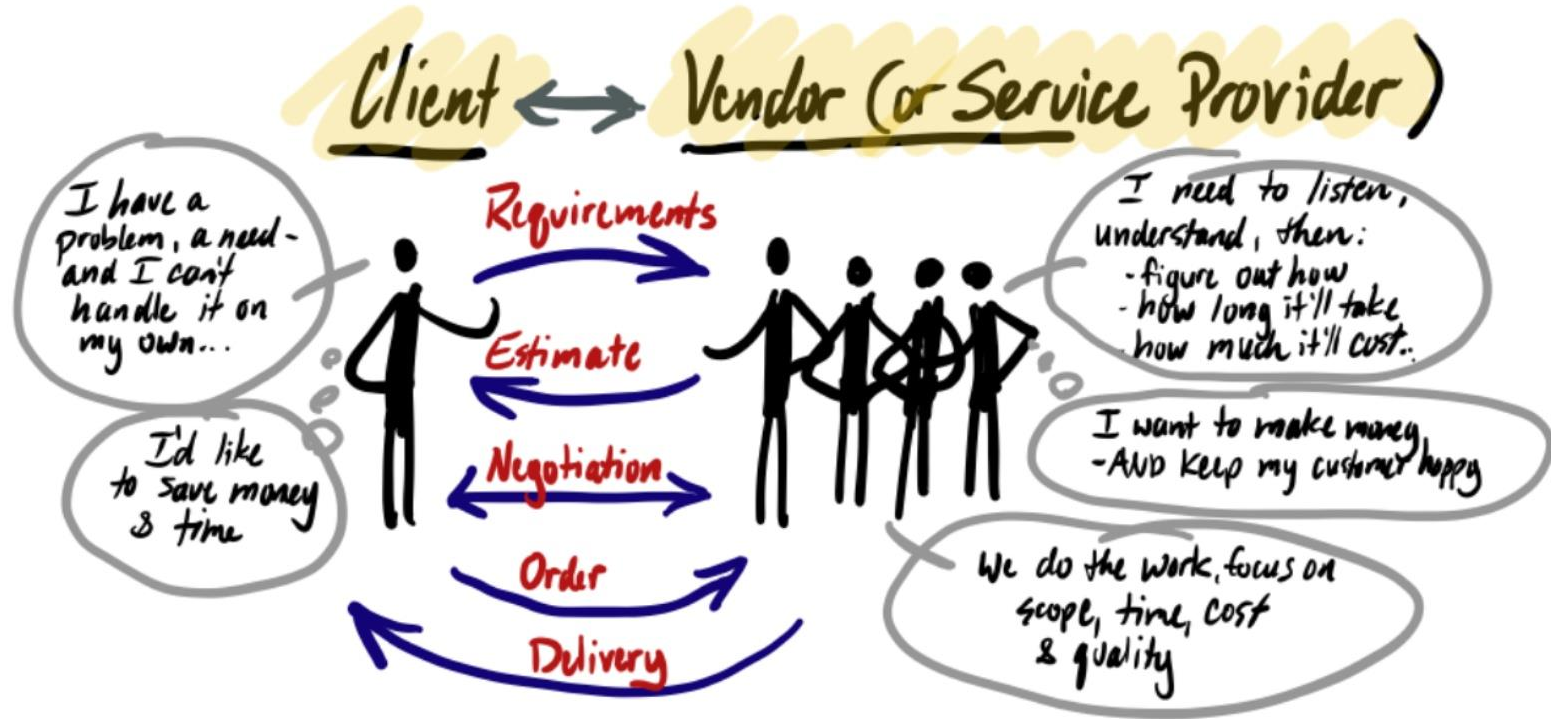 Client ↔ Vendor (or Service Provider)
I have a
problem, a need -
and I can't
handle it on
my own...
I'd like
to save money
& time
Requirements
Estimate
Negotiation
Order
Delivery
I need to listen,
understand, then:
- figure out how
- how long it'll take
- how much it'll cost..
I want to make money
- AND keep my customer happy
We do the work, focus on
scope, time, cost
& quality